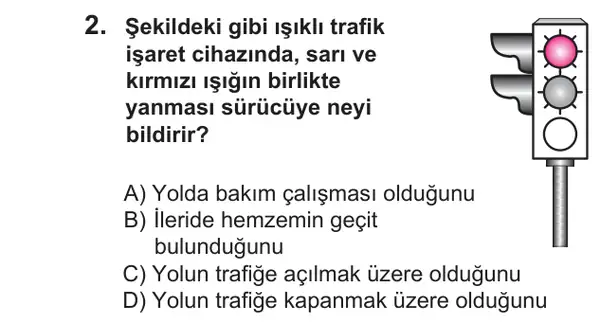 2. Şekildeki gibi ışıklı trafik
işaret cihazında, sarı ve
kırmızı ışığın birlikte
yanması sürücüye neyi
bildirir?
A) Yolda bakım çalışması olduğunu
B) İleride hemzemin geçit
bulunduğunu
C) Yolun trafiğe açılmak üzere olduğunu
D) Yolun trafiğe kapanmak üzere olduğunu